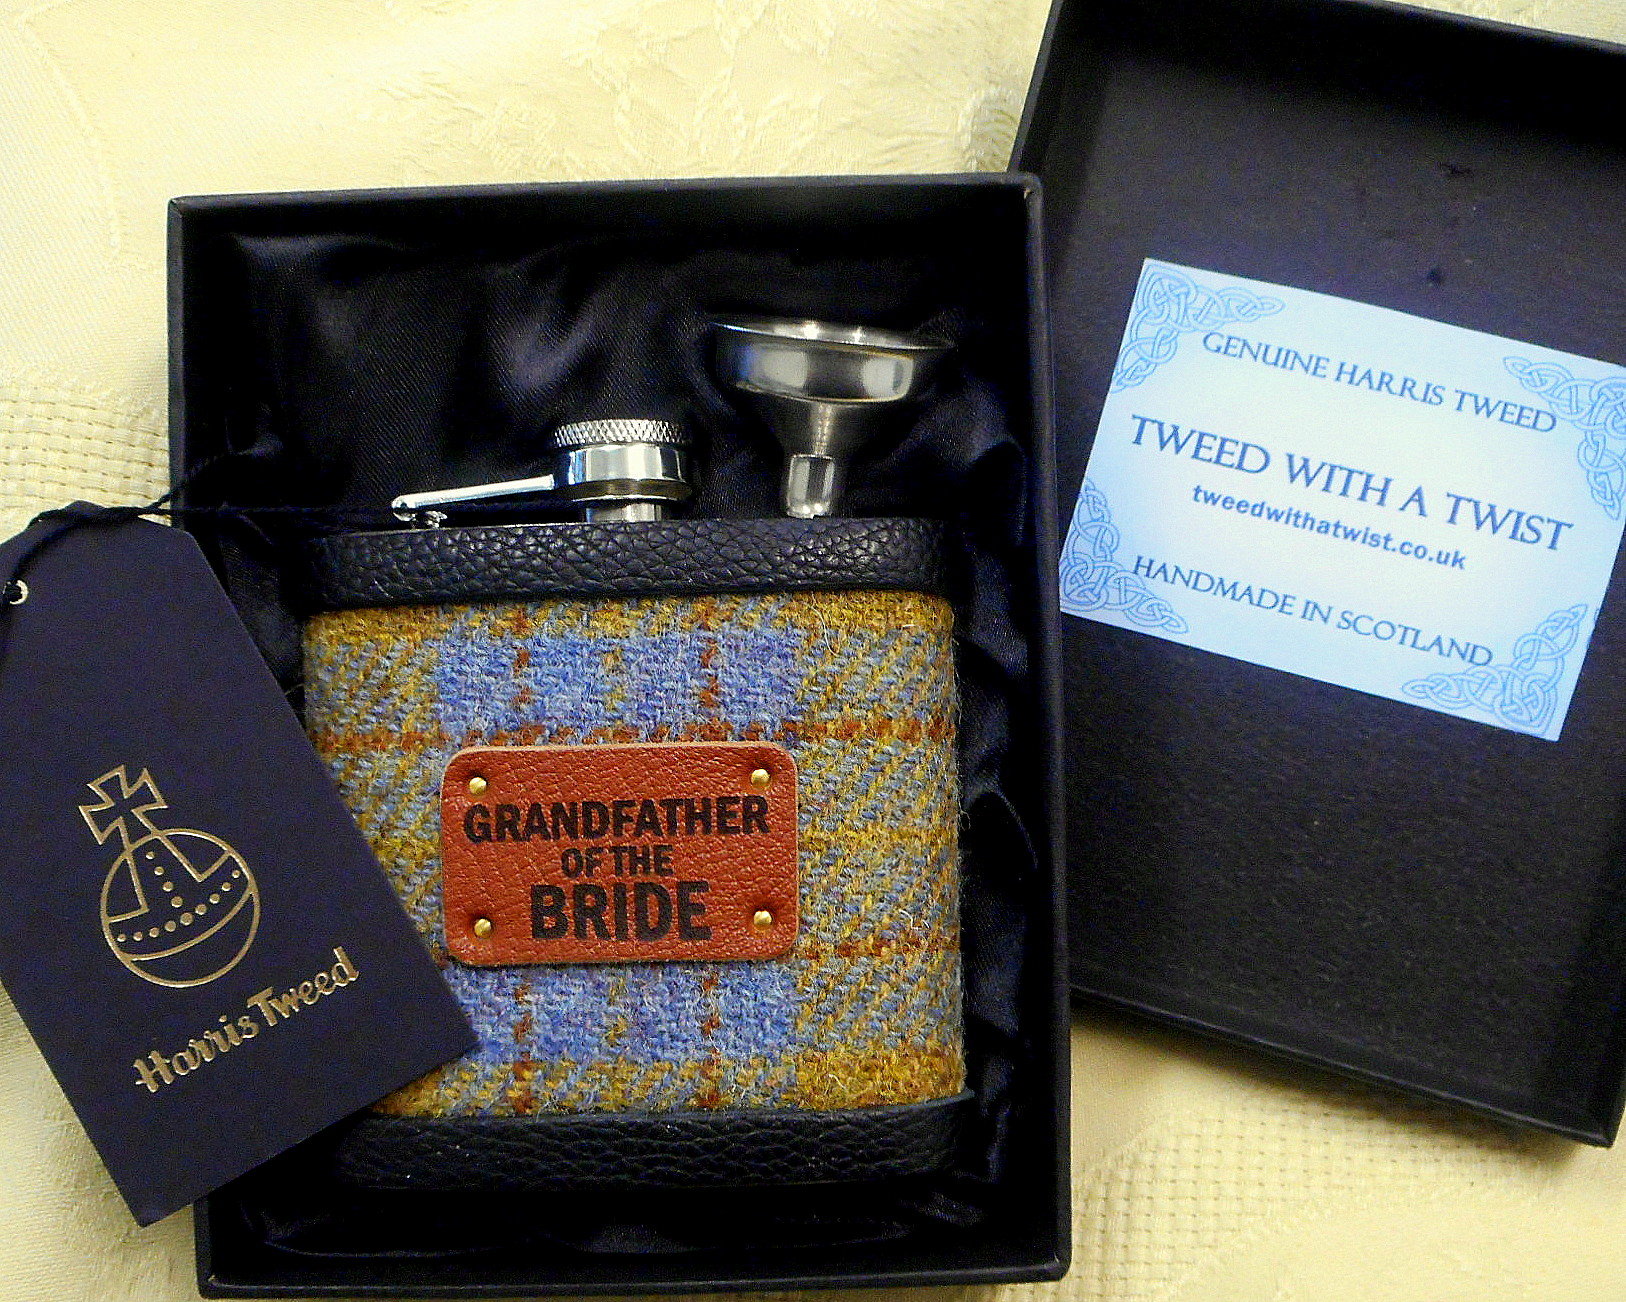 GENUINE HARRIS TWEED
TWEED WITH A TWIST
tweedwithatwist.co.uk
HANDMADE IN SCOTLAND
GRANDFATHER
OF THE
BRIDE
Harris Tweed